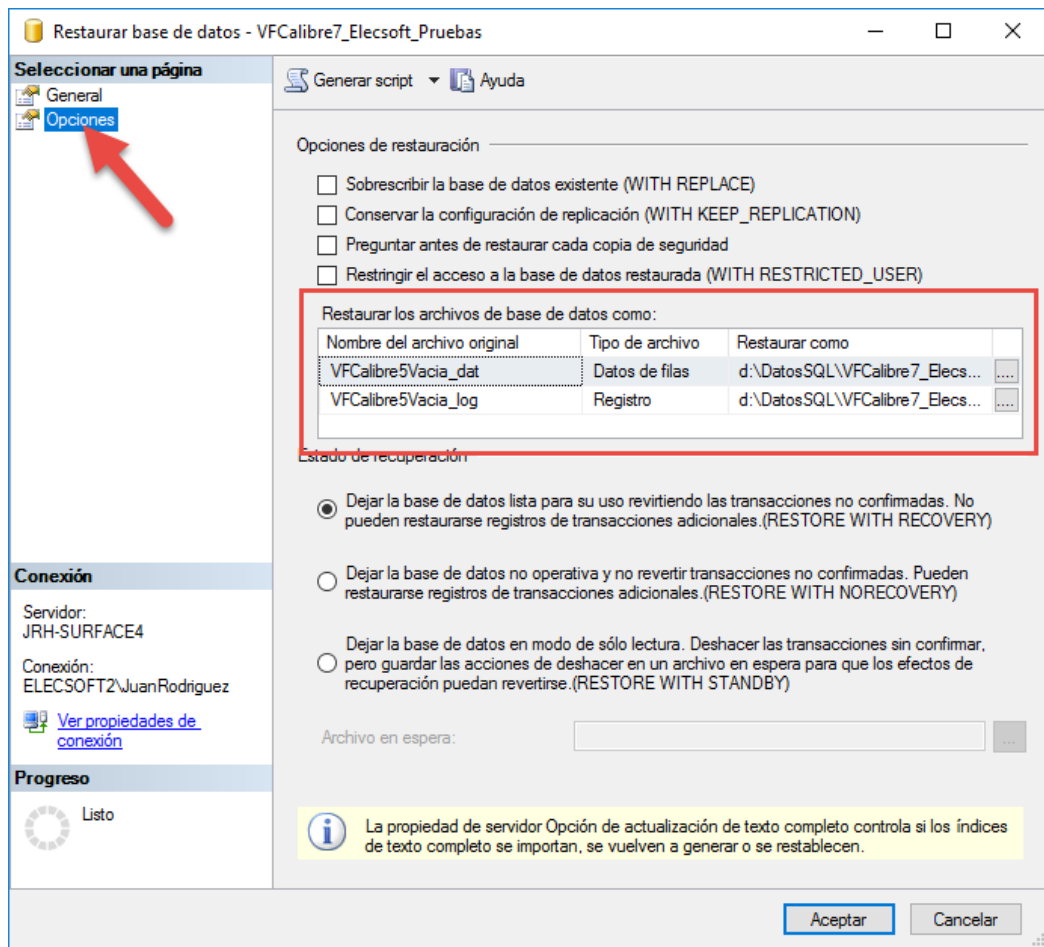 Restaurar base de datos - VFCalibre7_Elecsoft_Pruebas
Seleccionar una página
General
Opciones
Generar script
Ayuda
Opciones de restauración
Sobrescribir la base de datos existente (WITH REPLACE)
Conservar la configuración de replicación (WITH KEEP_REPLICATION)
Preguntar antes de restaurar cada copia de seguridad
Restringir el acceso a la base de datos restaurada (WITH RESTRICTED_USER)
Restaurar los archivos de base de datos como:
Nombre del archivo original Tipo de archivo Restaurar como
VFCalibre5Vacia_dat Datos de filas d:\DatosSQL\VFCalibre7_Elecs... ....
VFCalibre5Vacia_log Registro d:\DatosSQL\VFCalibre7_Elecs... ....
Estado de recuperación
Dejar la base de datos lista para su uso revirtiendo las transacciones no confirmadas. No
pueden restaurarse registros de transacciones adicionales.(RESTORE WITH RECOVERY)
Dejar la base de datos no operativa y no revertir transacciones no confirmadas. Pueden
restaurarse registros de transacciones adicionales.(RESTORE WITH NORECOVERY)
Dejar la base de datos en modo de sólo lectura. Deshacer las transacciones sin confirmar,
pero guardar las acciones de deshacer en un archivo en espera para que los efectos de
recuperación puedan revertirse.(RESTORE WITH STANDBY)
Archivo en espera:
...
La propiedad de servidor Opción de actualización de texto completo controla si los índices
de texto completo se importan, se vuelven a generar o se restablecen.
Conexión
Servidor:
JRH-SURFACE4
Conexión:
ELECSOFT2\JuanRodriguez
Ver propiedades de
conexión
Progreso
Listo
Aceptar
Cancelar